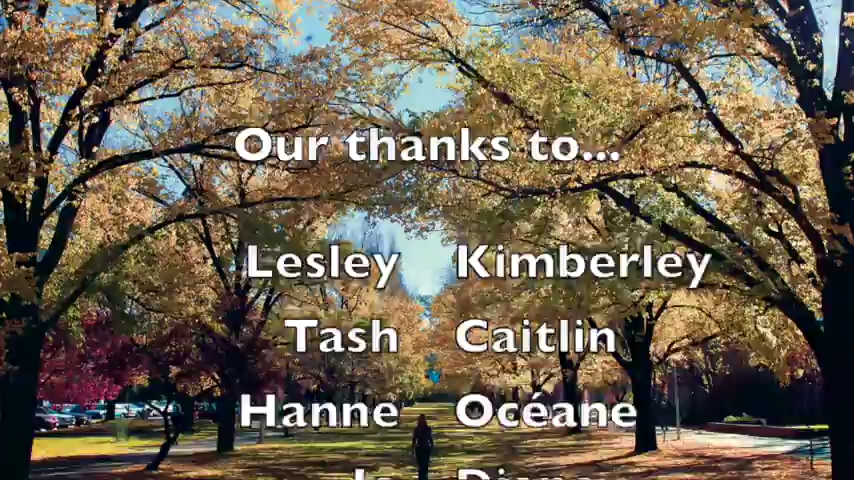 Our thanks to...
Lesley Kimberley
Tash Caitlin
Hanne Océane